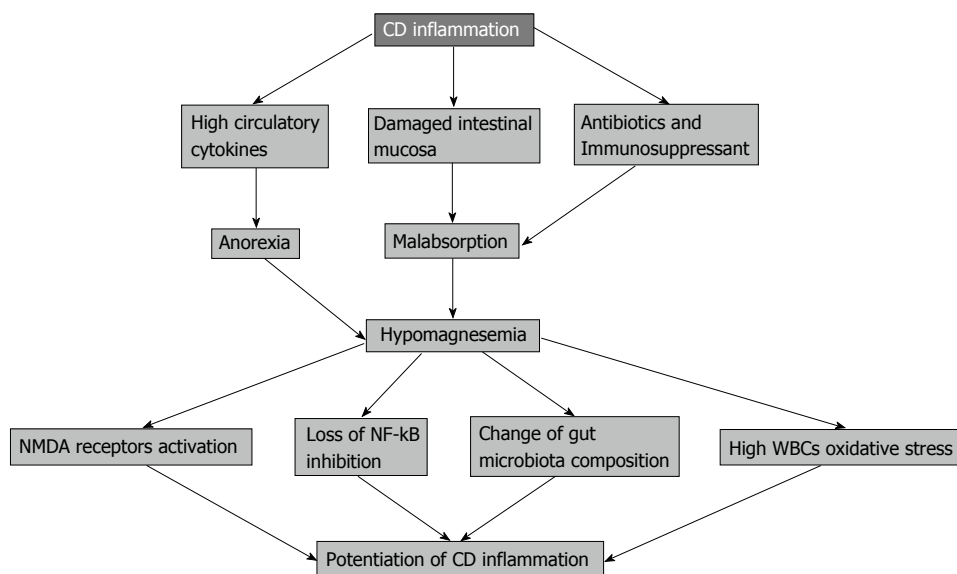 CD inflammation
High circulatory
cytokines
Damaged intestinal
mucosa
Antibiotics and
Immunosuppressant
Anorexia
Malabsorption
Hypomagnesemia
NMDA receptors activation
Loss of NF-kB
inhibition
Change of gut
microbiota composition
High WBCs oxidative stress
Potentiation of CD inflammation